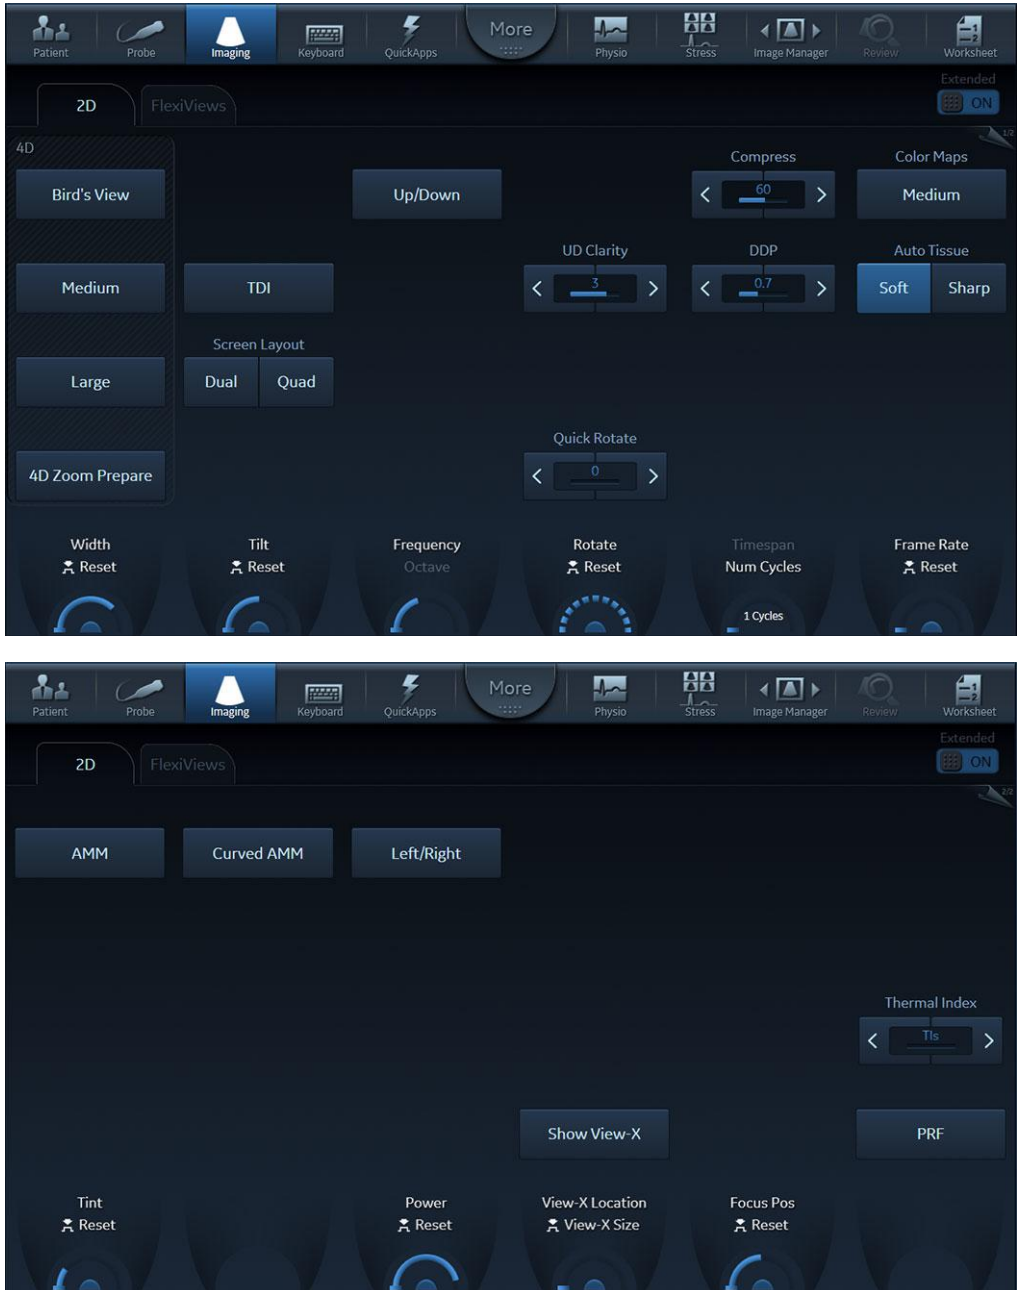 Patient Probe Imaging Keyboard QuickApps More Physio Stress Image Manager Review Worksheet
Extended
2D FlexiViews ON
1/2
4D
Compress Color Maps
Bird's View Up/Down 60 Medium
UD Clarity DDP Auto Tissue
Medium TDI 3 0.7 Soft Sharp
Screen Layout
Large Dual Quad
Quick Rotate
4D Zoom Prepare 0
Width Tilt Frequency Rotate Timespan Frame Rate
Reset Reset Octave Reset Num Cycles Reset
1 Cycles
Patient Probe Imaging Keyboard QuickApps More Physio Stress Image Manager Review Worksheet
Extended
2D FlexiViews ON
2/2
AMM Curved AMM Left/Right
Thermal Index
TIs
Show View-X PRF
Tint Power View-X Location Focus Pos
Reset Reset View-X Size Reset